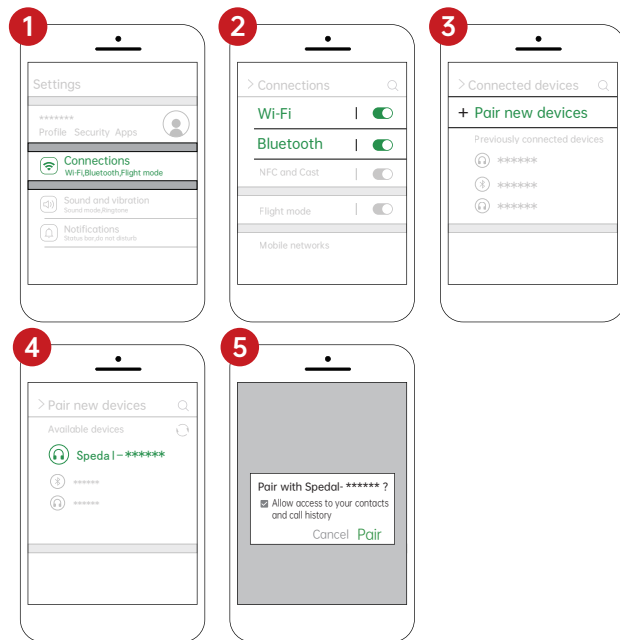 1
Settings
*******
Profile Security Apps
Connections
Wi-Fi,Bluetooth,Flight mode
Sound and vibration
Sound mode,Ringtone
Notifications
Status bar,do not disturb
2
> Connections
Wi-Fi
Bluetooth
NFC and Cast
Flight mode
Mobile networks
3
> Connected devices
+ Pair new devices
Previously connected devices
******
******
******
4
> Pair new devices
Available devices
Spedal-******
******
******
5
Pair with Spedal- ****** ?
Allow access to your contacts
and call history
Cancel Pair